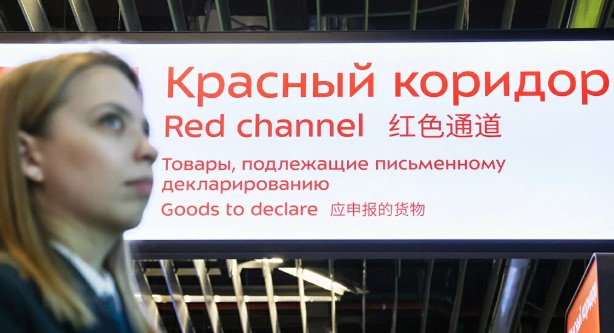 Красный коридор
Red channel 红色通道
Товары, подлежащие письменному
декларированию
Goods to declare 应申报的货物